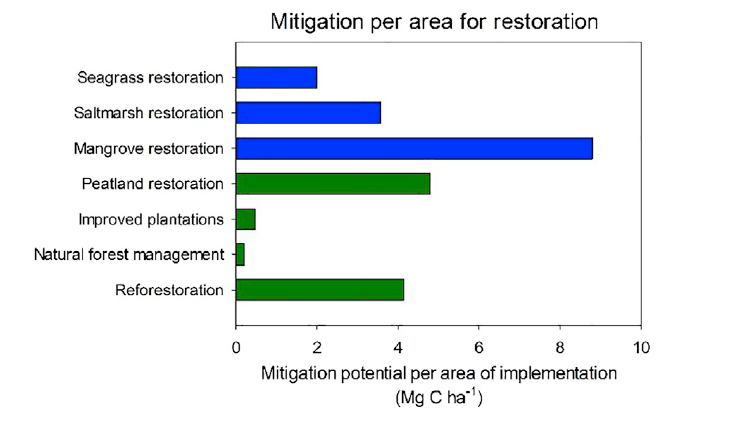 Mitigation per area for restoration
Seagrass restoration
Saltmarsh restoration
Mangrove restoration
Peatland restoration
Improved plantations
Natural forest management
Reforestoration
0 2 4 6 8 10
Mitigation potential per area of implementation
(Mg C ha⁻¹)